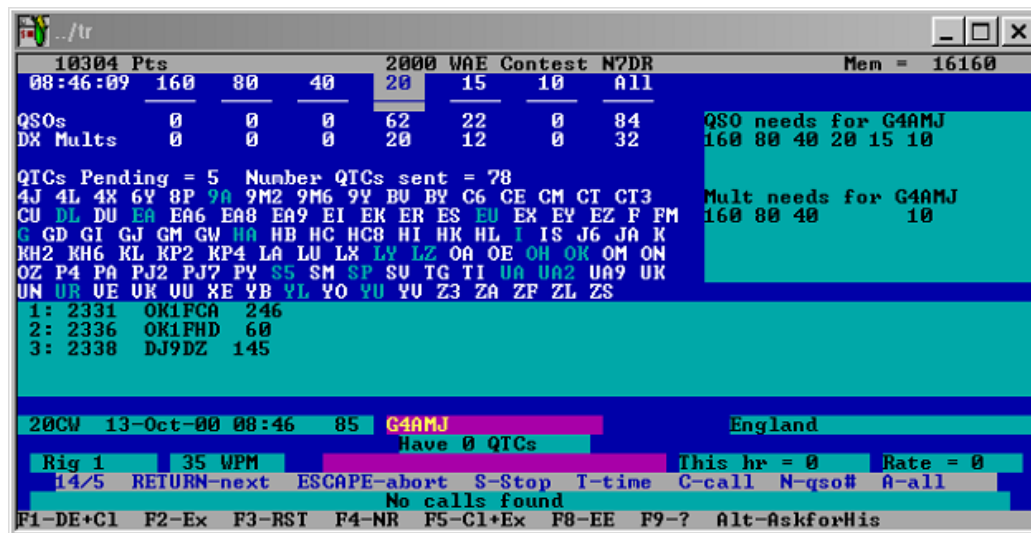 ../tr
10304 Pts 2000 WAE Contest N7DR Mem = 16160
08:46:09 160 80 40 20 15 10 All
QSOs 0 0 0 62 22 0 84 QSO needs for G4AMJ
DX Mults 0 0 0 20 12 0 32 160 80 40 20 15 10
QTCs Pending = 5 Number QTCs sent = 78
4J 4L 4X 6Y 8P 9A 9M2 9M6 9Y BV BY C6 CE CM CT CT3 Mult needs for G4AMJ
CU DL DU EA EA6 EA8 EA9 EI EK ER ES EU EX EY EZ F FM 160 80 40 10
G GD GI GJ GM GW HA HB HC HC8 HI HK HL I IS J6 JA K
KH2 KH6 KL KP2 KP4 LA LU LX LY LZ OA OE OH OK OM ON
OZ P4 PA PJ2 PJ7 PY S5 SM SP SV TG TI UA UA2 UA9 UK
UN UR VE VK VU XE YB YL YO YU YV Z3 ZA ZF ZL ZS
1: 2331 OK1FCA 246
2: 2336 OK1FHD 60
3: 2338 DJ9DZ 145
20CW 13-Oct-00 08:46 85 G4AMJ England
Have 0 QTCs
Rig 1 35 WPM This hr = 0 Rate = 0
14/5 RETURN-next ESCAPE-abort S-Stop T-time C-call N-qso# A-all
No calls found
F1-DE+Cl F2-Ex F3-RST F4-NR F5-Cl+Ex F8-EE F9-? Alt-AskforHis